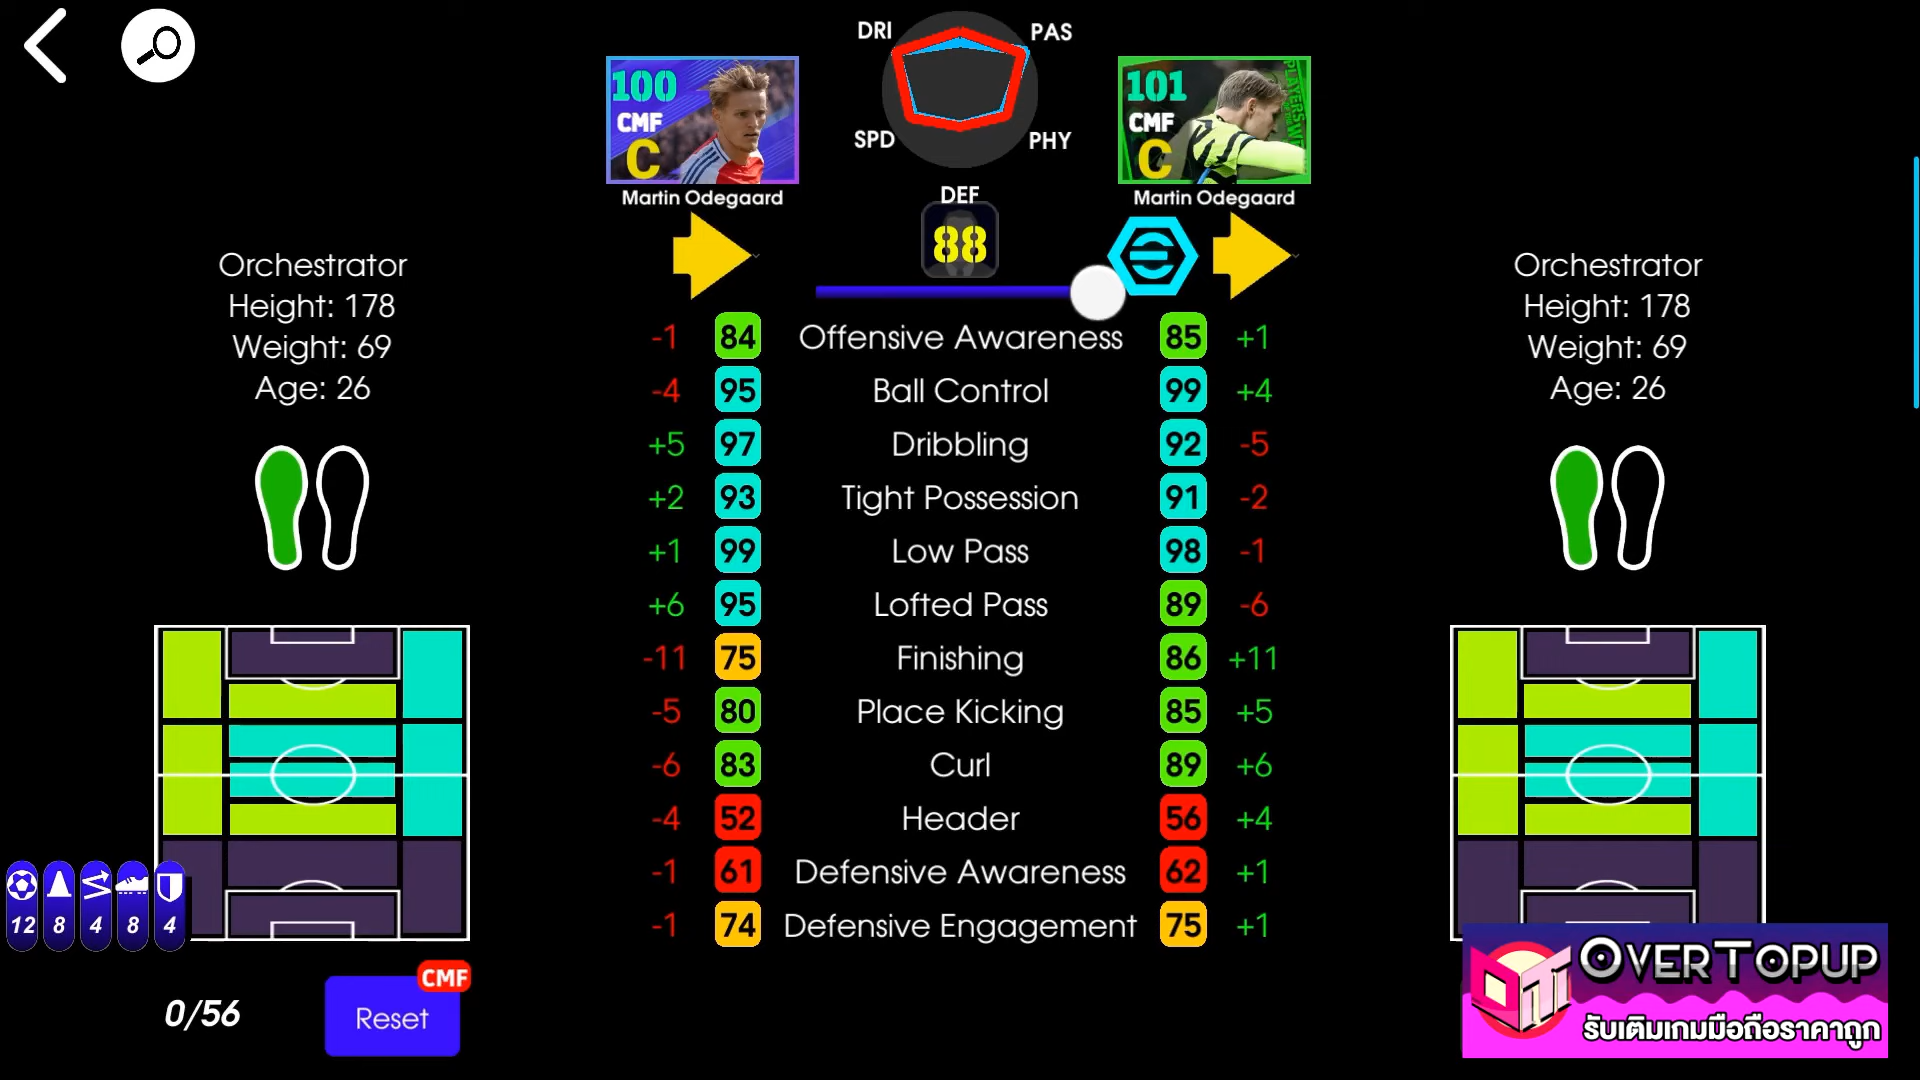 DRI
PAS
100
CMF
C
101
CMF
C
SPD
PHY
Martin Odegaard
DEF
Martin Odegaard
88
Orchestrator
Height: 178
Weight: 69
Age: 26
Orchestrator
Height: 178
Weight: 69
Age: 26
-1 84 Offensive Awareness 85 +1
-4 95 Ball Control 99 +4
+5 97 Dribbling 92 -5
+2 93 Tight Possession 91 -2
+1 99 Low Pass 98 -1
+6 95 Lofted Pass 89 -6
-11 75 Finishing 86 +11
-5 80 Place Kicking 85 +5
-6 83 Curl 89 +6
-4 52 Header 56 +4
-1 61 Defensive Awareness 62 +1
-1 74 Defensive Engagement 75 +1
12 8 4 8 4
0/56
CMF
Reset
OVERTOPUP
รับเติมเกมมือถือราคาถูก